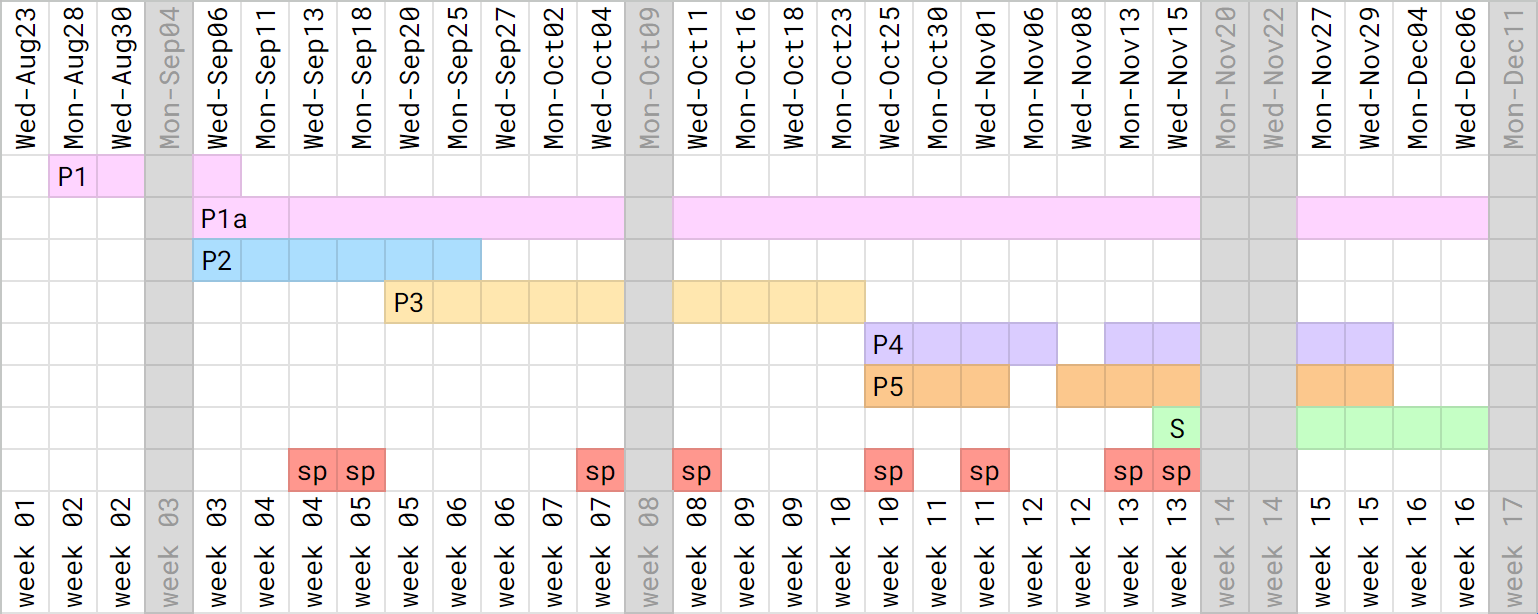 Wed-Aug23 Mon-Aug28 Wed-Aug30 Mon-Sep04 Wed-Sep06 Mon-Sep11 Wed-Sep13 Mon-Sep18 Wed-Sep20 Mon-Sep25 Wed-Sep27 Mon-Oct02 Wed-Oct04 Mon-Oct09 Wed-Oct11 Mon-Oct16 Wed-Oct18 Mon-Oct23 Wed-Oct25 Mon-Oct30 Wed-Nov01 Mon-Nov06 Wed-Nov08 Mon-Nov13 Wed-Nov15 Mon-Nov20 Wed-Nov22 Mon-Nov27 Wed-Nov29 Mon-Dec04 Wed-Dec06 Mon-Dec11
P1
P1a
P2
P3
P4
P5
S
sp sp sp sp sp sp sp sp
week 01 week 02 week 02 week 03 week 03 week 04 week 04 week 05 week 05 week 06 week 06 week 07 week 07 week 08 week 08 week 09 week 09 week 10 week 10 week 11 week 11 week 12 week 12 week 13 week 13 week 14 week 14 week 15 week 15 week 16 week 16 week 17